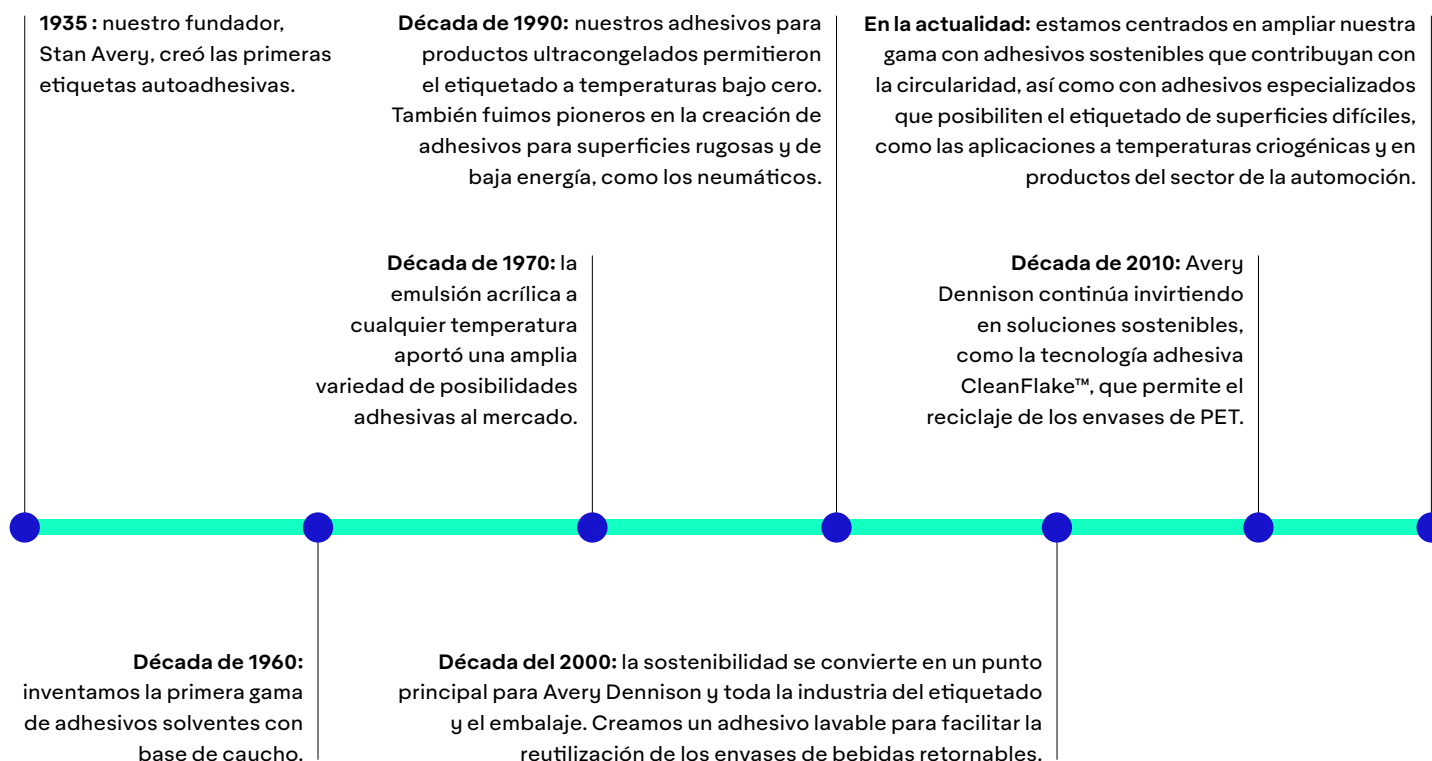 1935 : nuestro fundador,
Stan Avery, creó las primeras
etiquetas autoadhesivas.
Década de 1990: nuestros adhesivos para
productos ultracongelados permitieron
el etiquetado a temperaturas bajo cero.
También fuimos pioneros en la creación de
adhesivos para superficies rugosas y de
baja energía, como los neumáticos.
En la actualidad: estamos centrados en ampliar nuestra
gama con adhesivos sostenibles que contribuyan con
la circularidad, así como con adhesivos especializados
que posibiliten el etiquetado de superficies difíciles,
como las aplicaciones a temperaturas criogénicas y en
productos del sector de la automoción.
Década de 1970: la
emulsión acrílica a
cualquier temperatura
aportó una amplia
variedad de posibilidades
adhesivas al mercado.
Década de 2010: Avery
Dennison continúa invirtiendo
en soluciones sostenibles,
como la tecnología adhesiva
CleanFlake™, que permite el
reciclaje de los envases de PET.
Década de 1960:
inventamos la primera gama
de adhesivos solventes con
base de caucho.
Década del 2000: la sostenibilidad se convierte en un punto
principal para Avery Dennison y toda la industria del etiquetado
y el embalaje. Creamos un adhesivo lavable para facilitar la
reutilización de los envases de bebidas retornables.